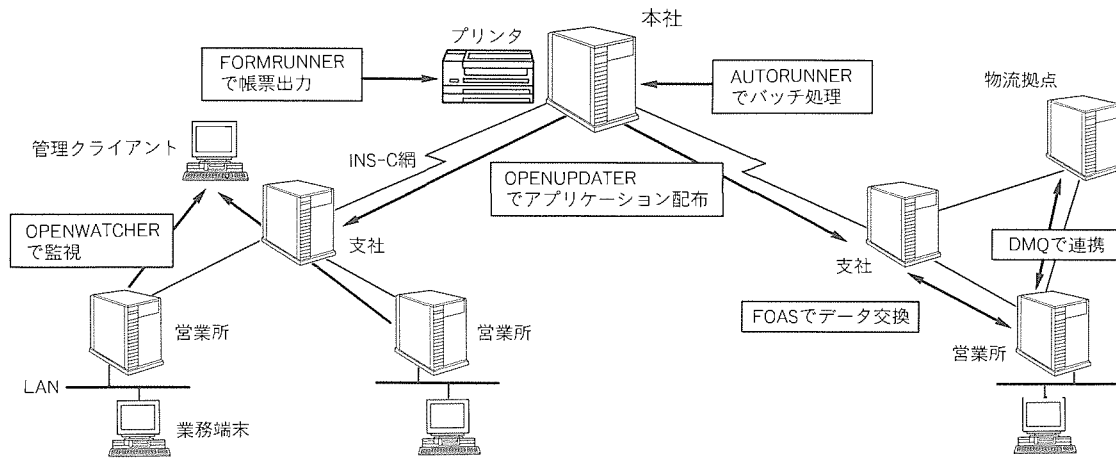 本社
プリンタ
FORMRUNNER
で帳票出力
AUTORUNNER
でバッチ処理
物流拠点
管理クライアント
INS-C網
OPENUPDATER
でアプリケーション配布
OPENWATCHER
で監視
支社
支社
DMQで連携
営業所
営業所
FOASでデータ交換
営業所
LAN
業務端末